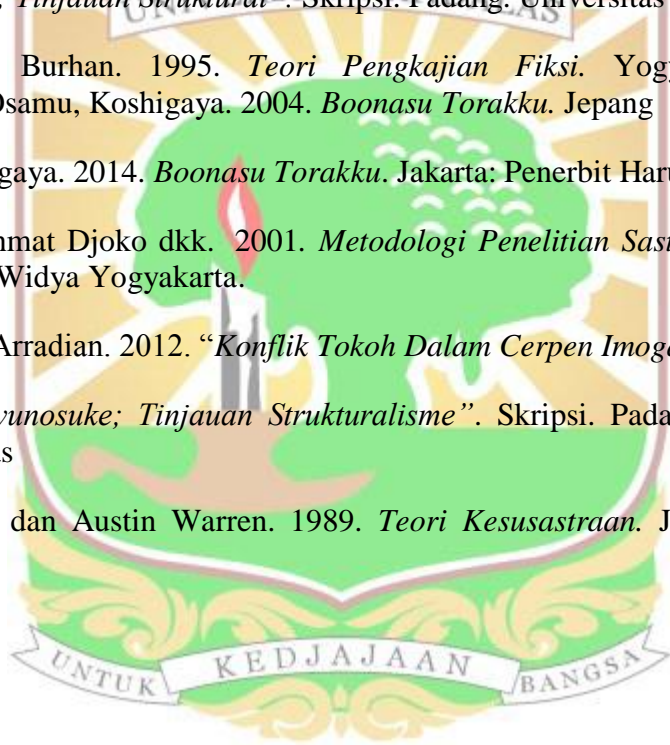 Tinjauan Struktural". Skripsi. Padang. Universitas
Burhan. 1995. Teori Pengkajian Fiksi. Yogy
Osamu, Koshigaya. 2004. Boonasu Torakku. Jepang
gaya. 2014. Boonasu Torakku. Jakarta: Penerbit Haru
hmat Djoko dkk. 2001. Metodologi Penelitian Sast
Widya Yogyakarta.
Arradian. 2012. "Konflik Tokoh Dalam Cerpen Imoga
yunosuke; Tinjauan Strukturalisme". Skripsi. Pada
s
dan Austin Warren. 1989. Teori Kesusastraan. J
UNTUK KEDJAJAAN BANGSA